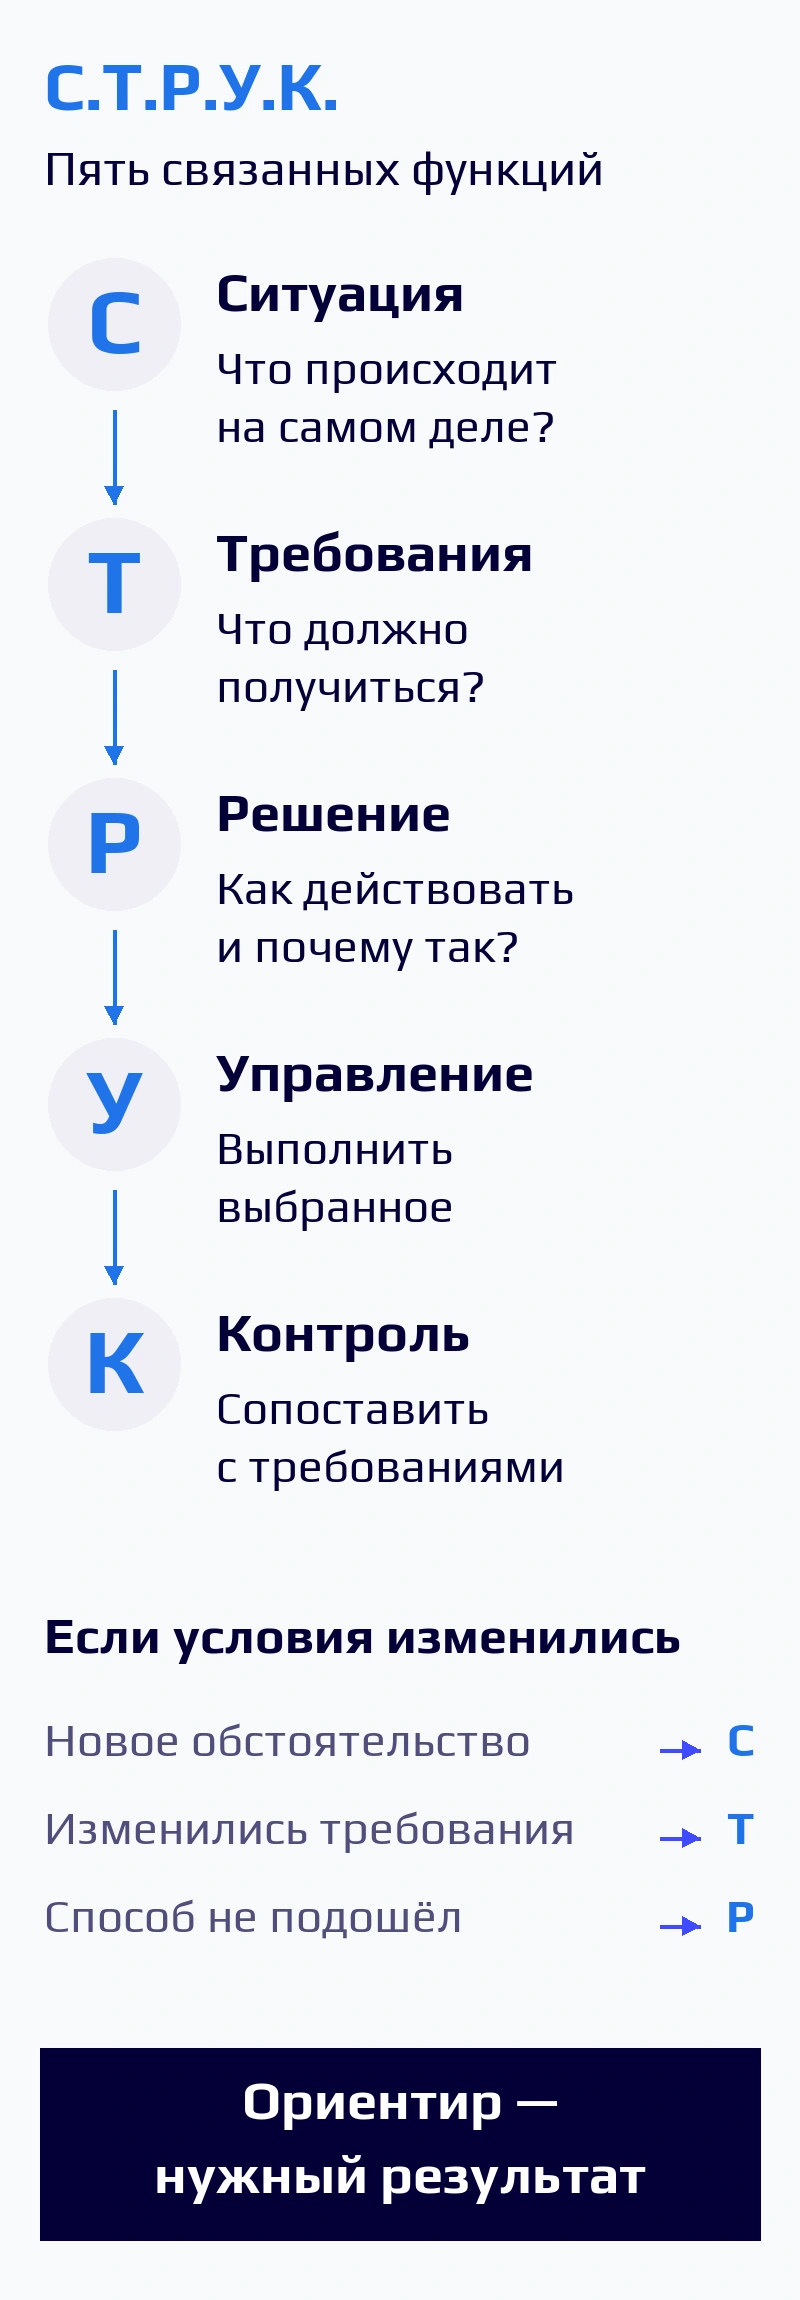 С.Т.Р.У.К.
Пять связанных функций
С
Ситуация
Что происходит
на самом деле?
Т
Требования
Что должно
получиться?
Р
Решение
Как действовать
и почему так?
У
Управление
Выполнить
выбранное
К
Контроль
Сопоставить
с требованиями
Если условия изменились
Новое обстоятельство → С
Изменились требования → Т
Способ не подошёл → Р
Ориентир —
нужный результат